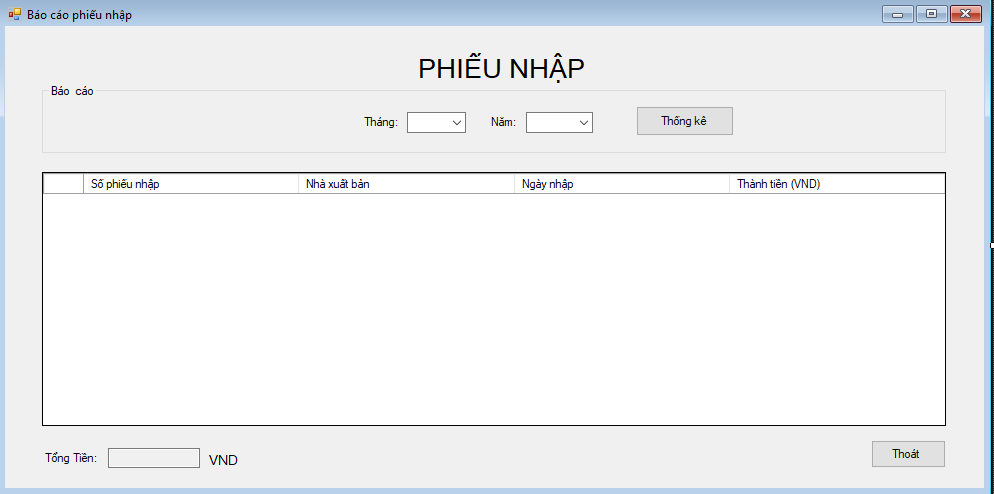 Báo cáo phiếu nhập
PHIẾU NHẬP
Báo cáo
Tháng: Năm: Thống kê
Số phiếu nhập Nhà xuất bản Ngày nhập Thành tiền (VND)
Tổng Tiền: VND Thoát